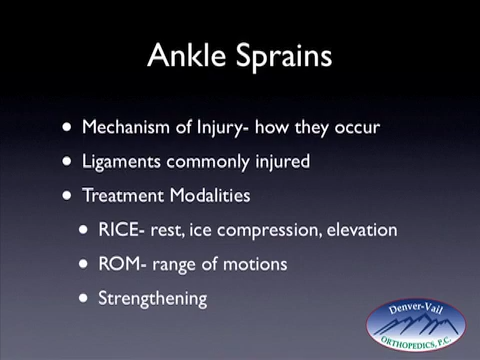 Ankle Sprains
• Mechanism of Injury- how they occur
• Ligaments commonly injured
• Treatment Modalities
• RICE- rest, ice compression, elevation
• ROM- range of motions
• Strengthening
Denver-Vail
ORTHOPEDICS, P.C.